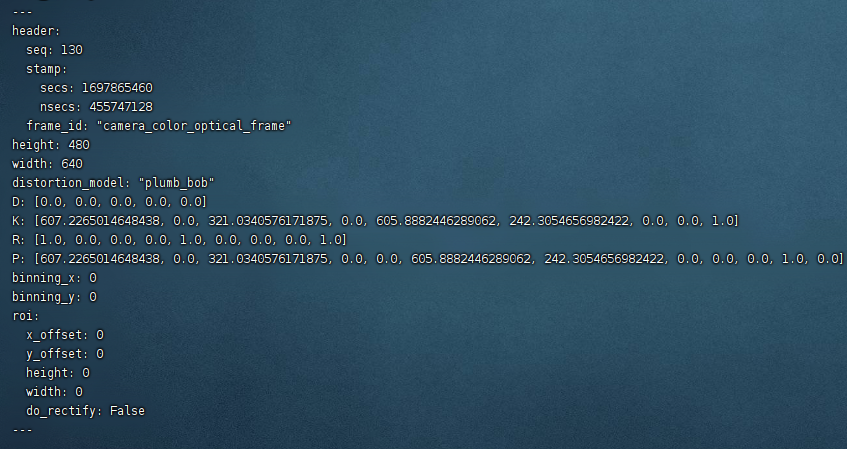 ---
header:
  seq: 130
  stamp:
    secs: 1697865460
    nsecs: 455747128
  frame_id: "camera_color_optical_frame"
height: 480
width: 640
distortion_model: "plumb_bob"
D: [0.0, 0.0, 0.0, 0.0, 0.0]
K: [607.2265014648438, 0.0, 321.0340576171875, 0.0, 605.8882446289062, 242.3054656982422, 0.0, 0.0, 1.0]
R: [1.0, 0.0, 0.0, 0.0, 1.0, 0.0, 0.0, 0.0, 1.0]
P: [607.2265014648438, 0.0, 321.0340576171875, 0.0, 0.0, 605.8882446289062, 242.3054656982422, 0.0, 0.0, 0.0, 1.0, 0.0]
binning_x: 0
binning_y: 0
roi:
  x_offset: 0
  y_offset: 0
  height: 0
  width: 0
  do_rectify: False
---